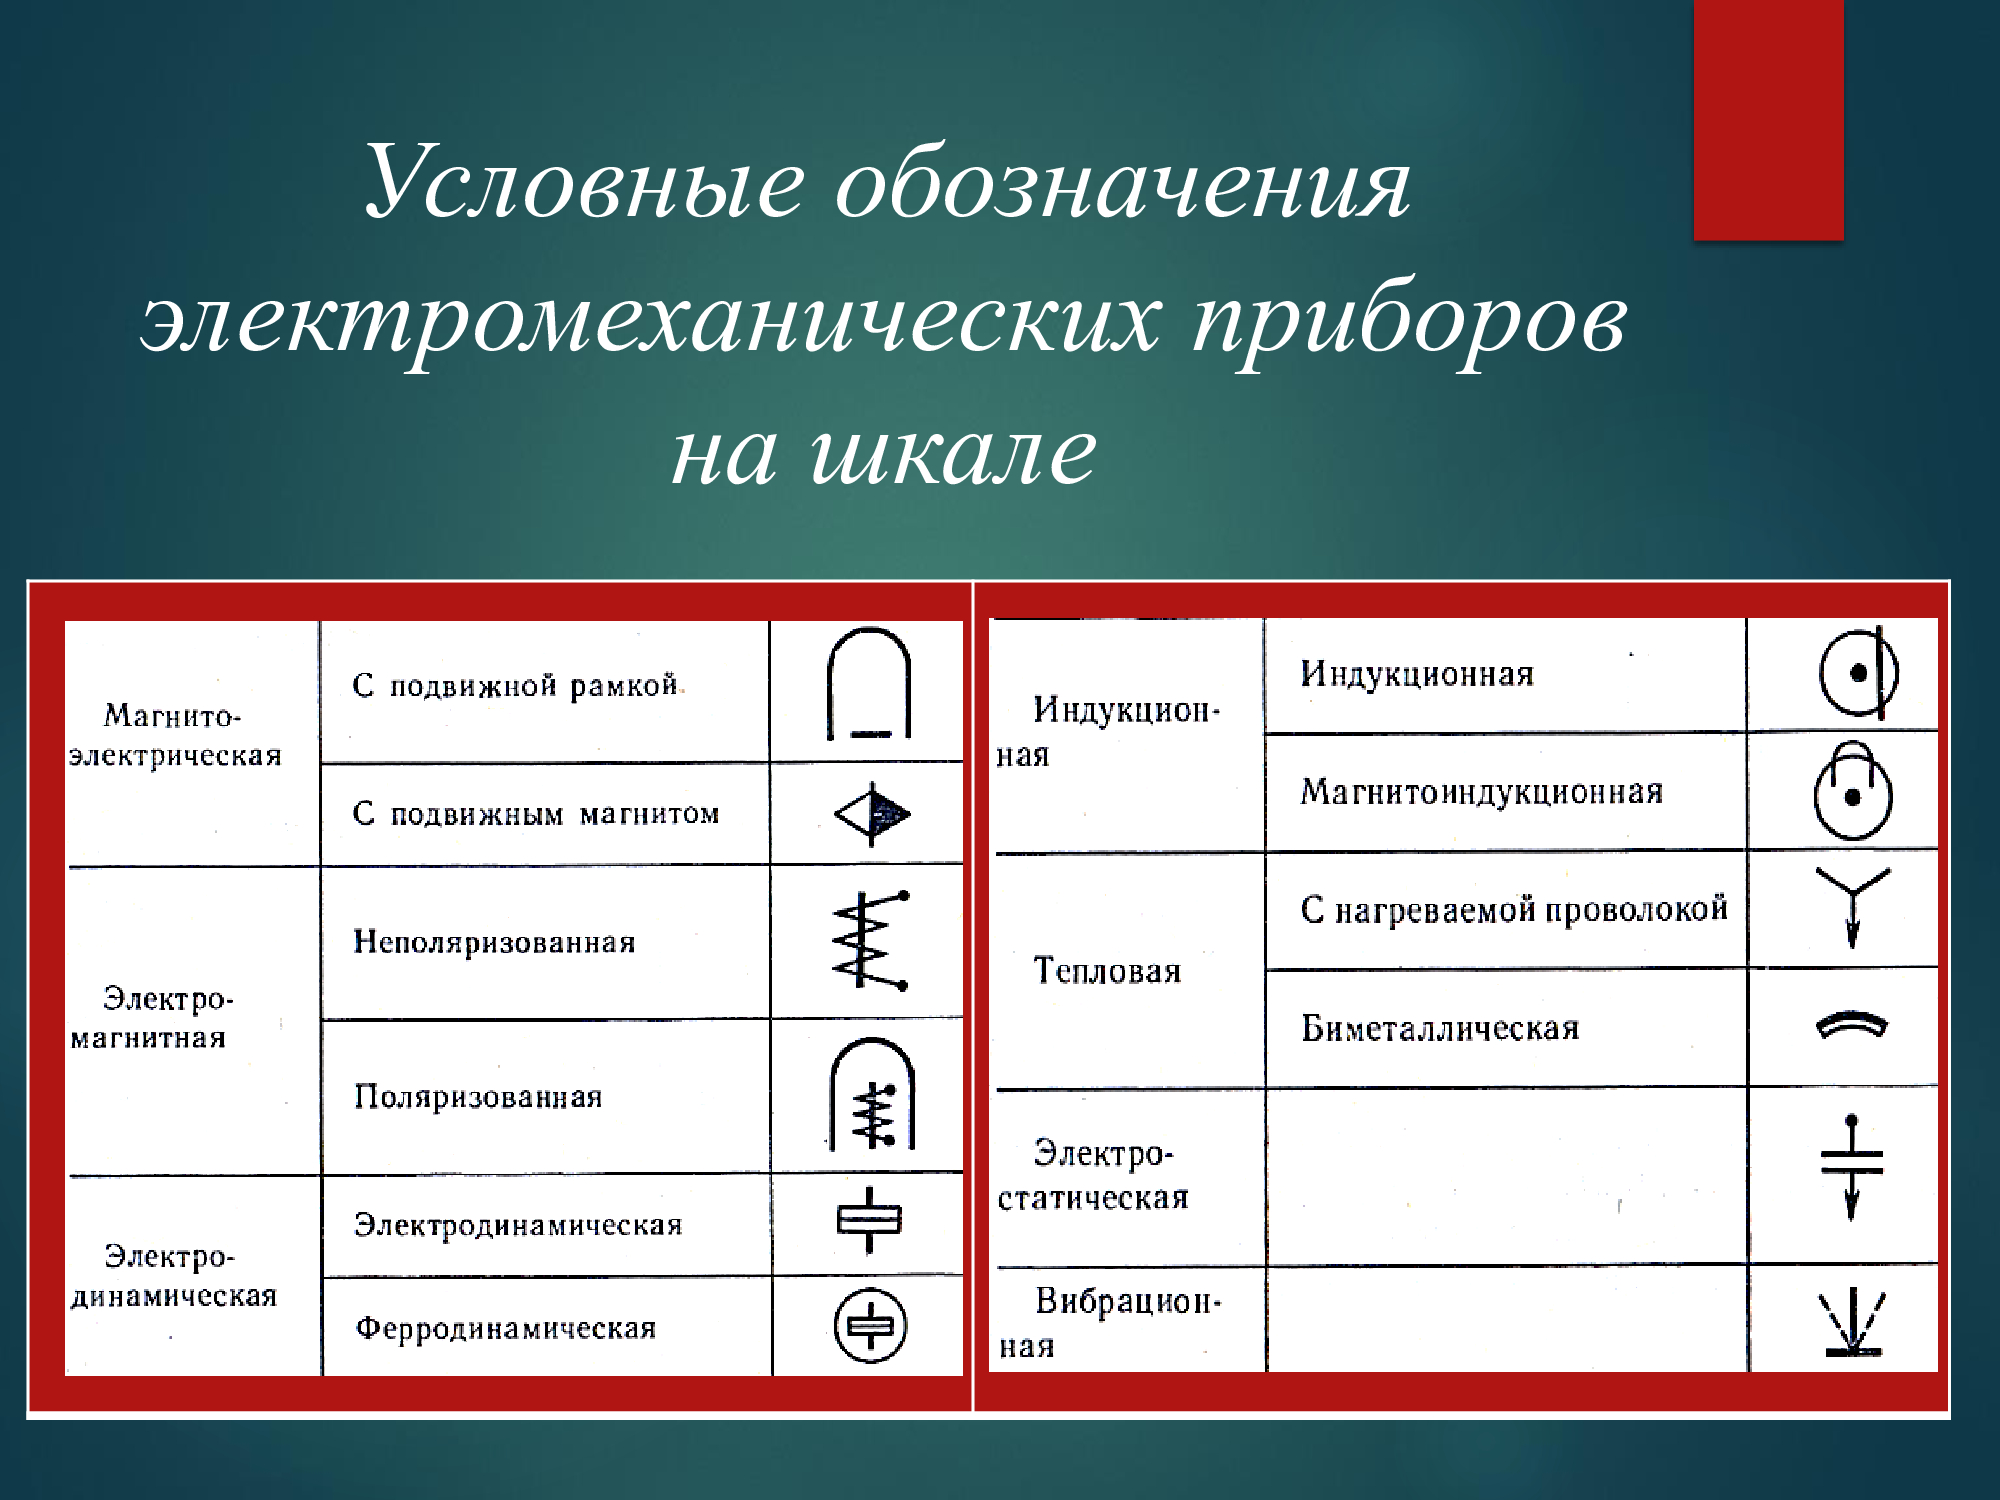 Условные обозначения
электромеханических приборов
на шкале
Магнито-
электрическая
С подвижной рамкой
С подвижным магнитом
Электро-
магнитная
Неполяризованная
Поляризованная
Электро-
динамическая
Электродинамическая
Ферродинамическая
Индукцион-
ная
Индукционная
Магнитоиндукционная
Тепловая
С нагреваемой проволокой
Биметаллическая
Электро-
статическая
Вибрацион-
ная